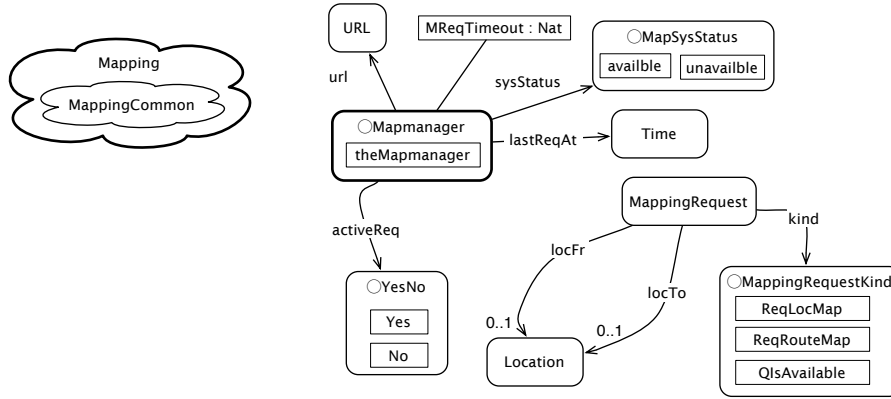 URL
MReqTimeout : Nat
MapSysStatus
availble
unavailble
Mapping
MappingCommon
url
sysStatus
Mapmanager
theMapmanager
lastReqAt
Time
MappingRequest
kind
activeReq
locFr
locTo
YesNo
Yes
No
0..1
0..1
Location
MappingRequestKind
ReqLocMap
ReqRouteMap
QIsAvailable